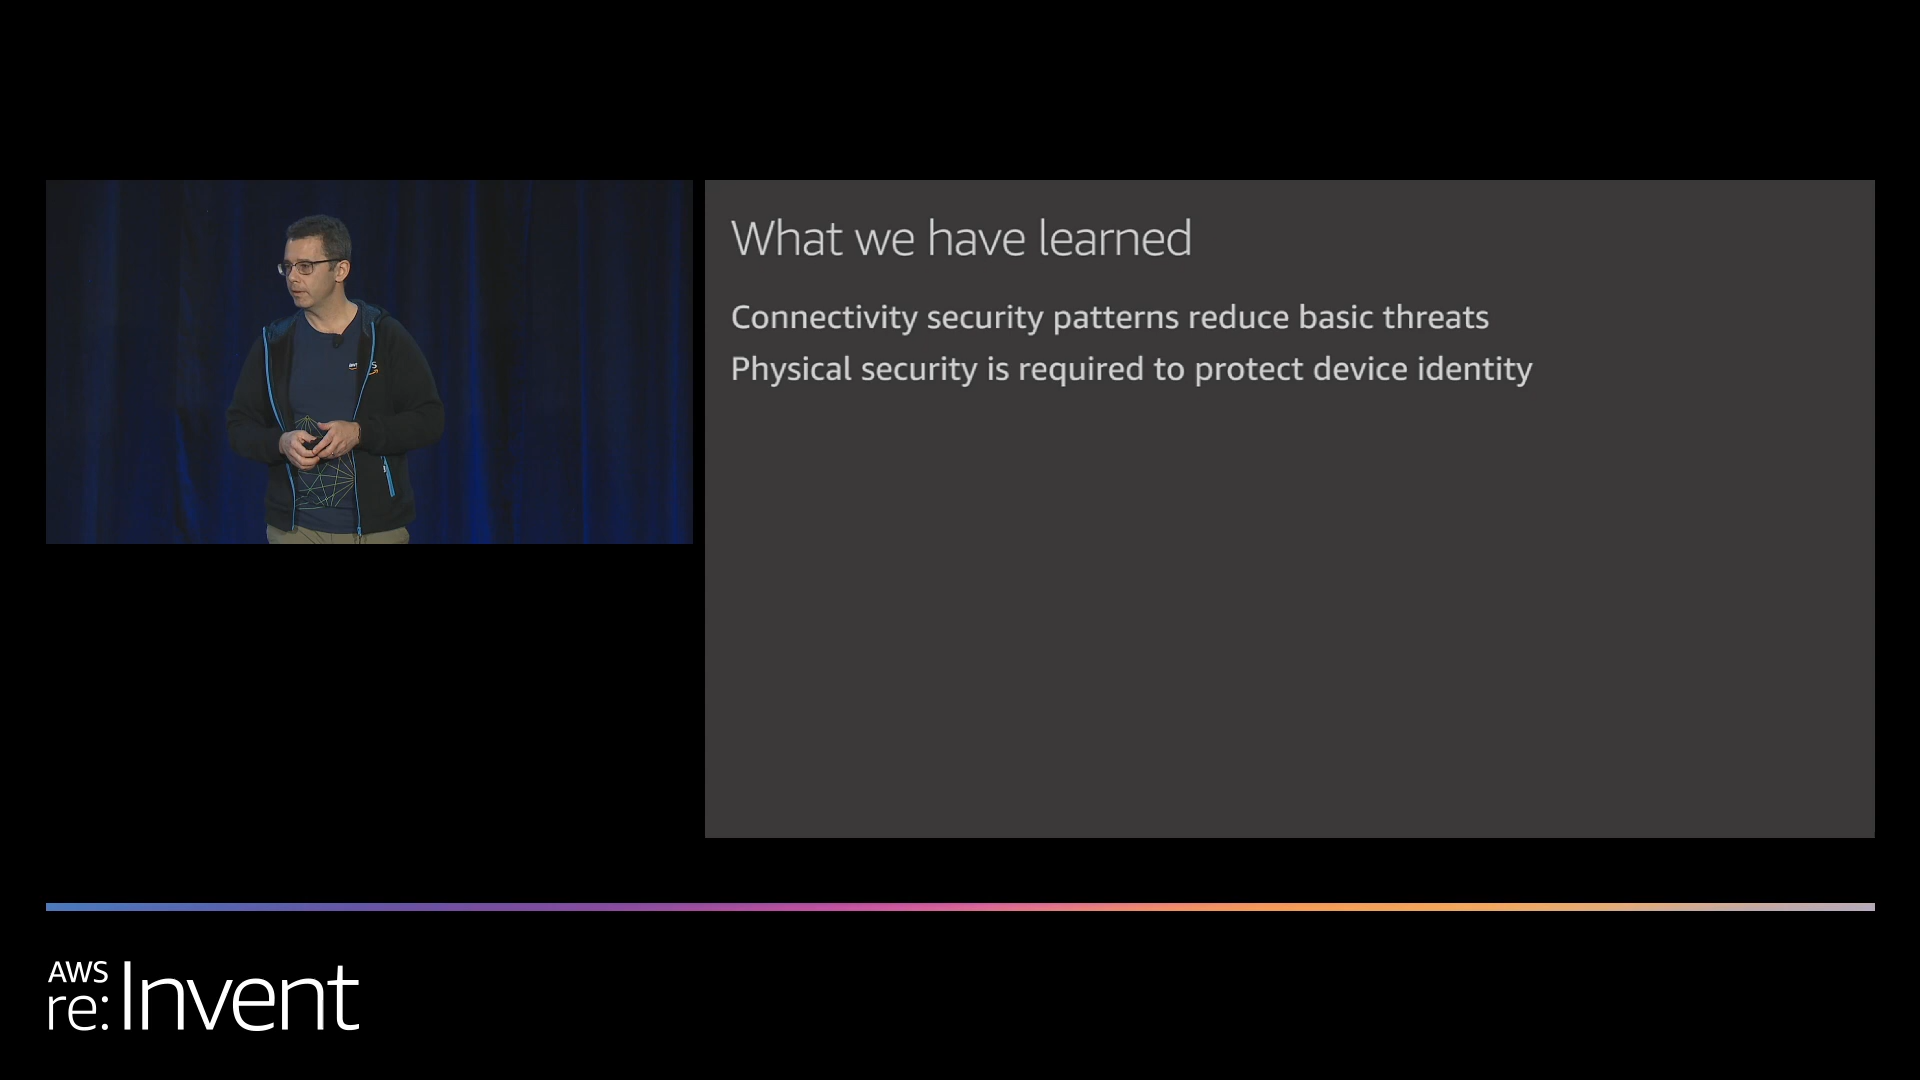 What we have learned
Connectivity security patterns reduce basic threats
Physical security is required to protect device identity
AWS
re:Invent